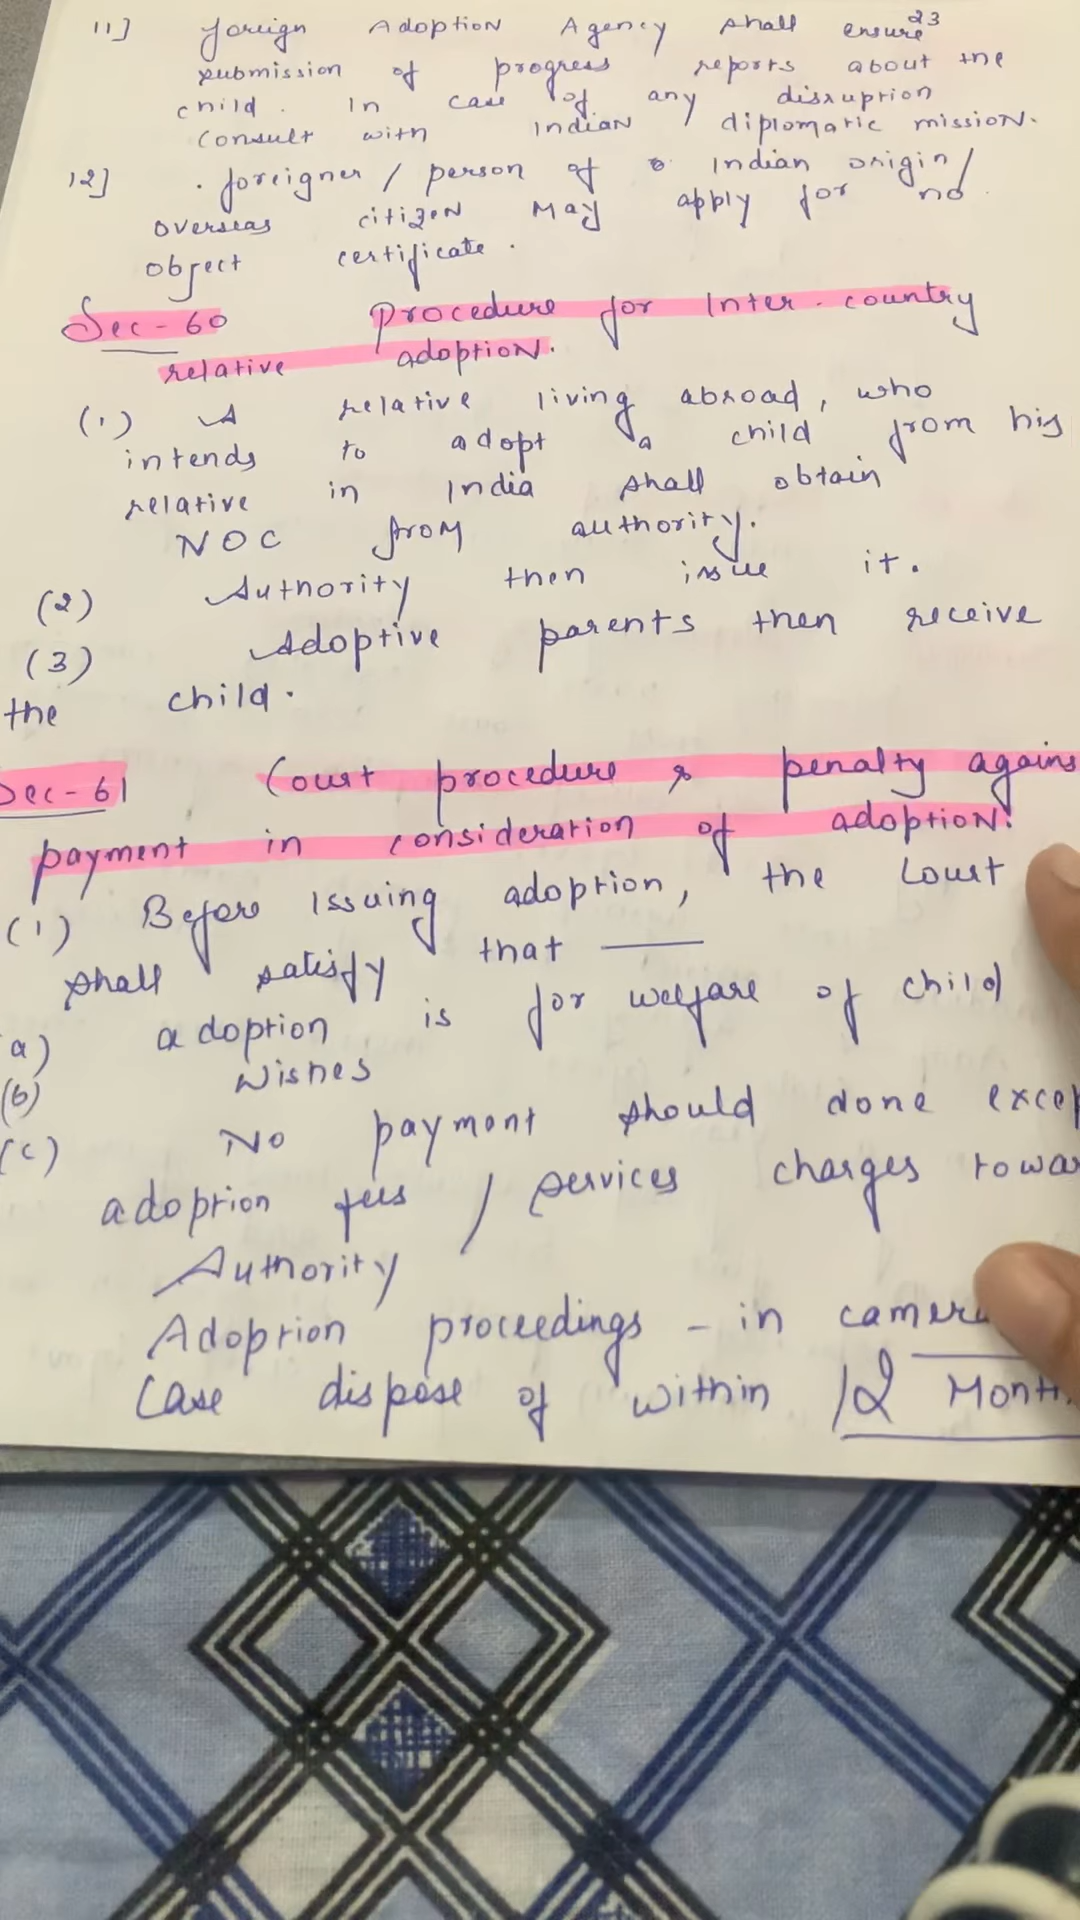 23
11] foreign Adoption Agency shall ensure
submission of progress reports about the
child. In case of any disruption
consult with Indian diplomatic mission.
12] . foreigner / person of Indian origin /
overseas citizen May apply for no
object certificate.
Sec-60 Procedure for Inter-country
relative adoption.
(1) A relative living abroad, who
intends to adopt a child from his
relative in India shall obtain
NOC from authority.
(2) Authority then issue it.
(3) Adoptive parents then receive
the child.
Sec-61 Court procedure & penalty agains
payment in consideration of adoption.
(1) Before issuing adoption, the Court
shall satisfy that —
a) adoption is for welfare of child
(b) Wishes
(c) No payment should done excep
adoption fees / services charges towar
Authority
Adoption proceedings - in camera
Case dispose of within 12 Month